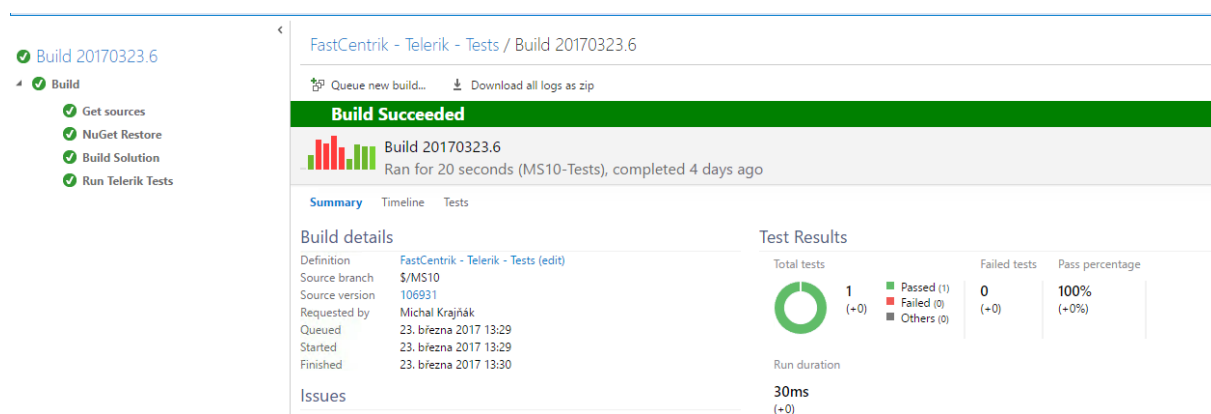 Build 20170323.6
Build
Get sources
NuGet Restore
Build Solution
Run Telerik Tests
FastCentrik - Telerik - Tests / Build 20170323.6
Queue new build... Download all logs as zip
Build Succeeded
Build 20170323.6
Ran for 20 seconds (MS10-Tests), completed 4 days ago
Summary Timeline Tests
Build details
Definition FastCentrik - Telerik - Tests (edit)
Source branch $/MS10
Source version 106931
Requested by Michal Krajňák
Queued 23. března 2017 13:29
Started 23. března 2017 13:29
Finished 23. března 2017 13:30
Issues
Test Results
Total tests Failed tests Pass percentage
1 Passed (1) 0 100%
(+0) Failed (0) (+0) (+0%)
Others (0)
Run duration
30ms
(+0)